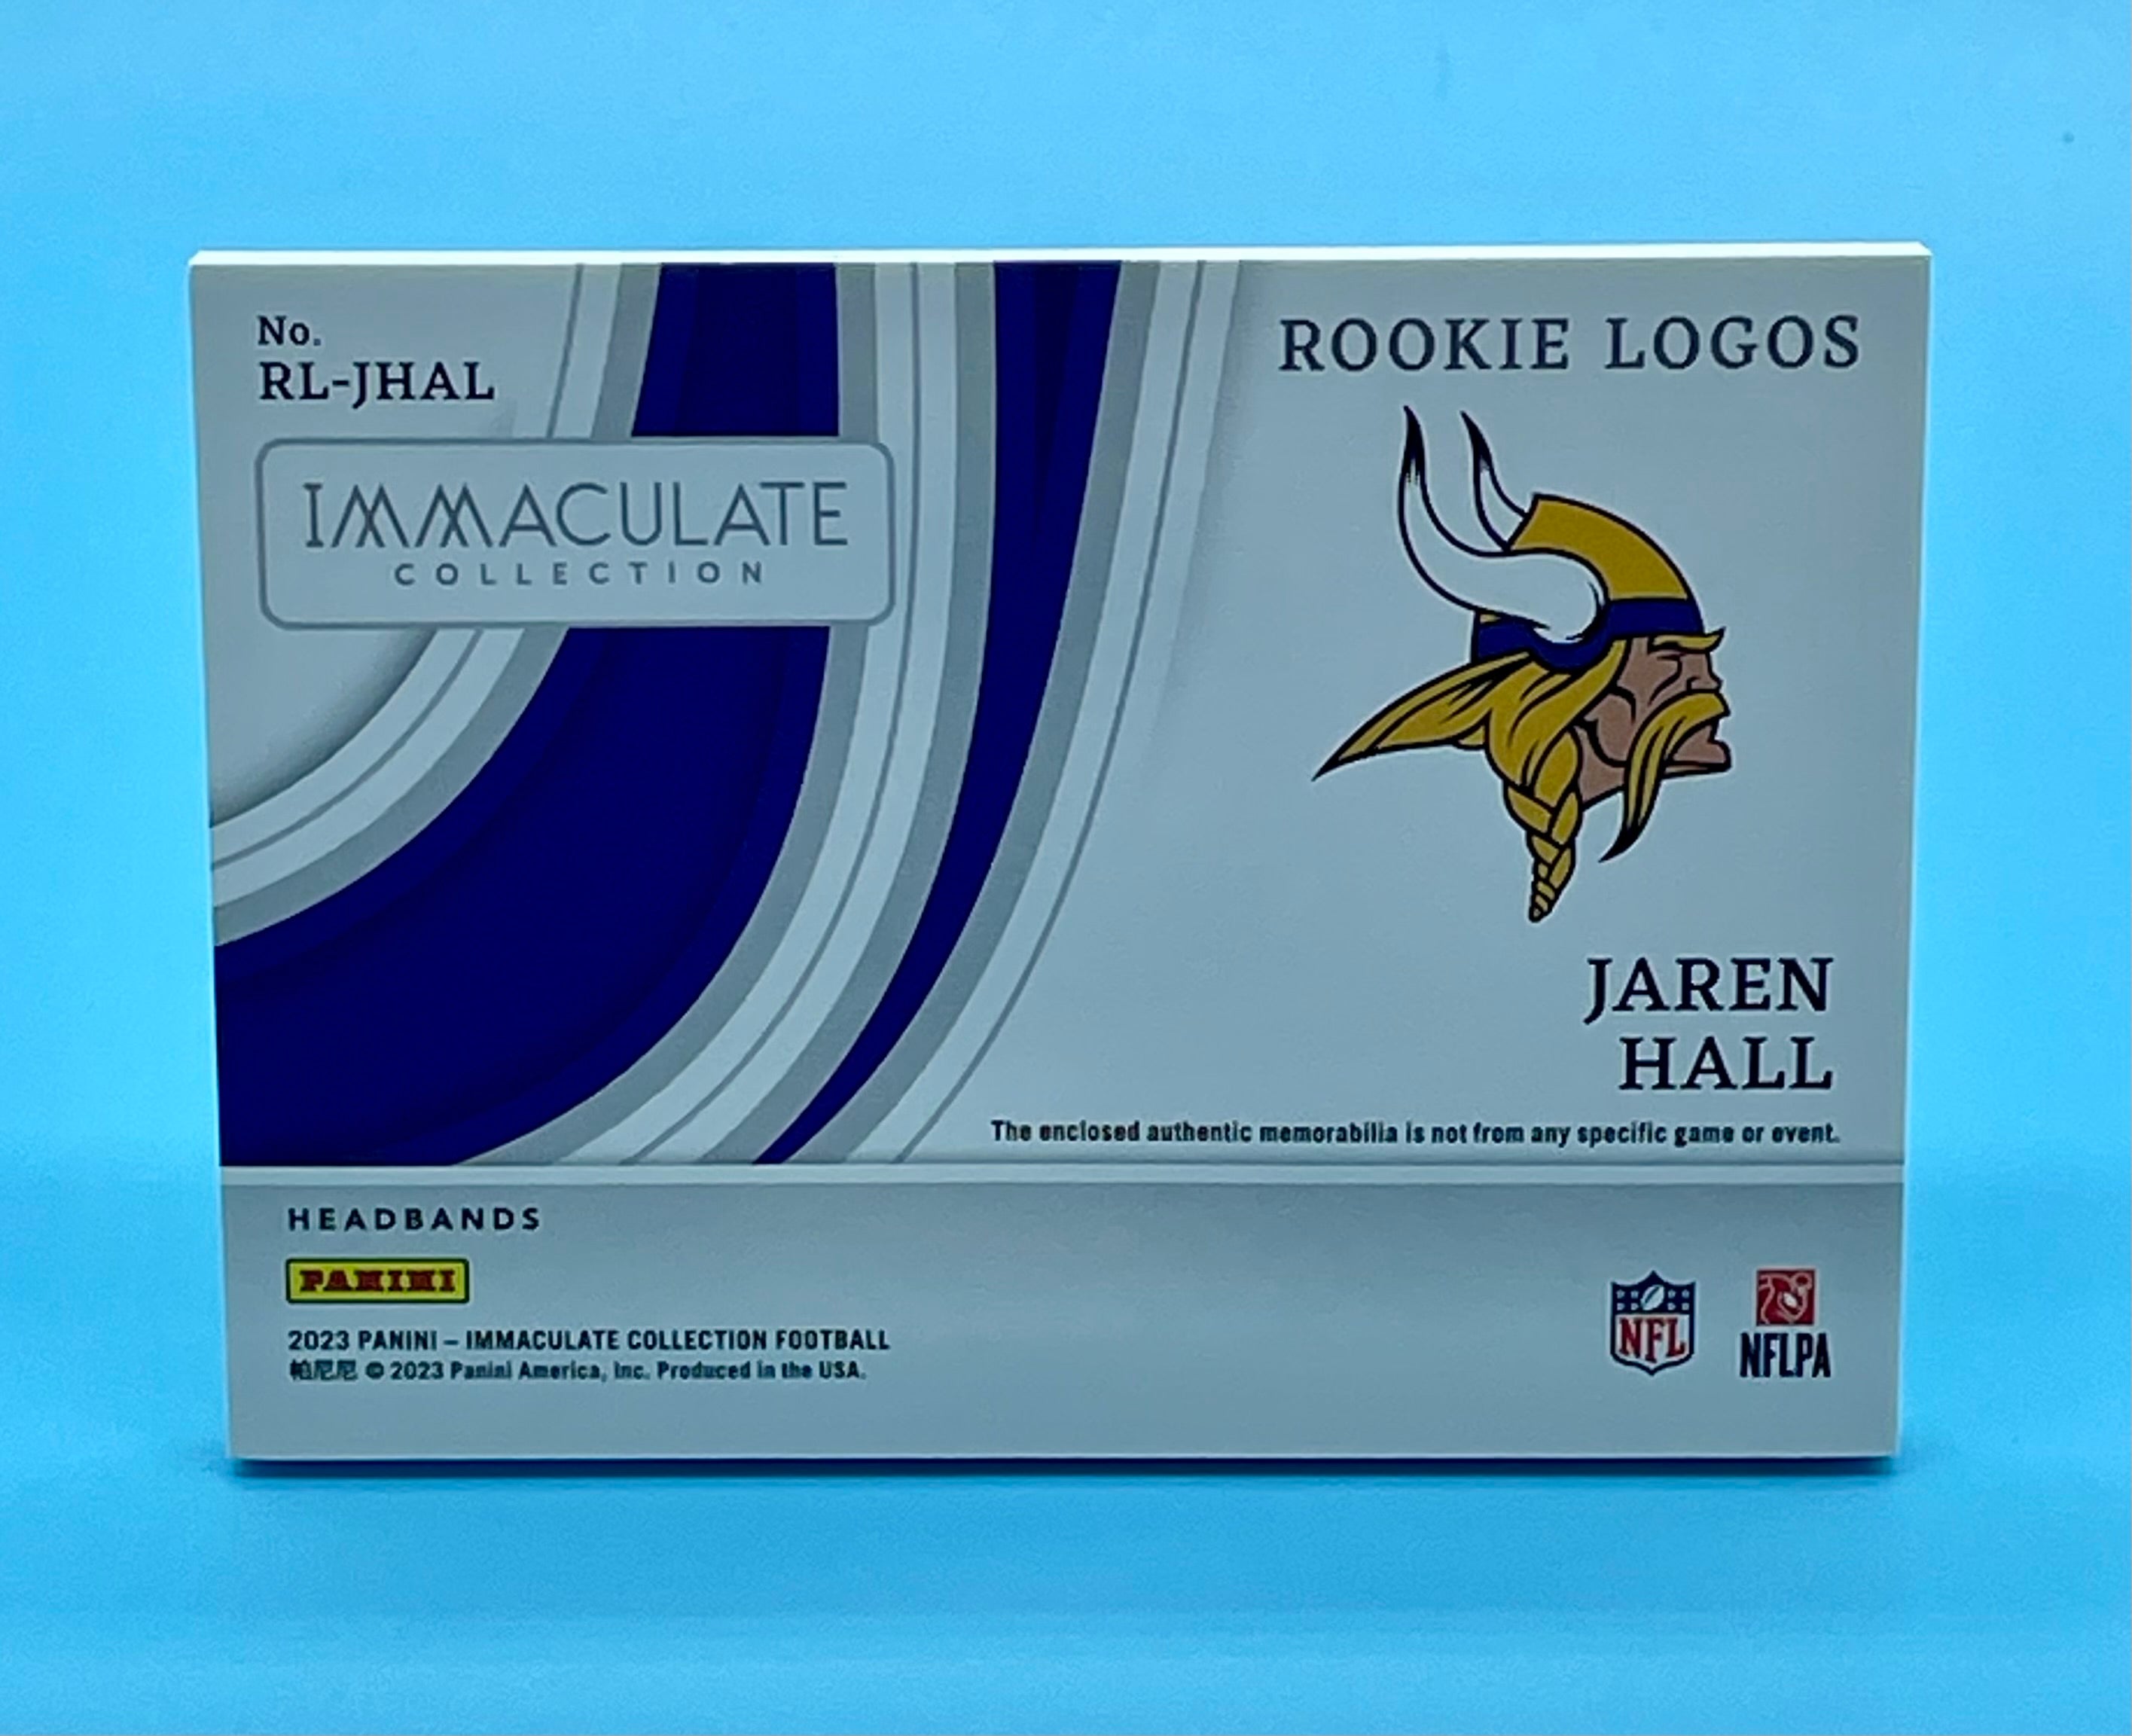 No.
RL-JHAL
IMMACULATE
COLLECTION
ROOKIE LOGOS
JAREN
HALL
The enclosed authentic memorabilia is not from any specific game or event.
HEADBANDS
PANINI
2023 PANINI – IMMACULATE COLLECTION FOOTBALL
帕尼尼 © 2023 Panini America, Inc. Produced in the USA.
NFL
NFLPA